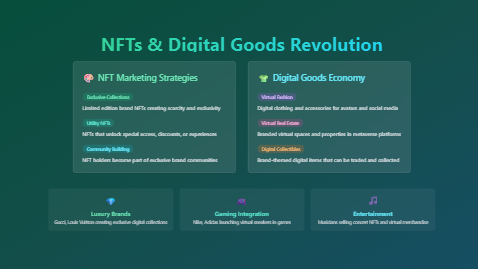 NFTs & Digital Goods Revolution
NFT Marketing Strategies
Exclusive Collections
Limited edition brand NFTs creating scarcity and exclusivity
Utility NFTs
NFTs that unlock special access, discounts, or experiences
Community Building
NFT holders become part of exclusive brand communities
Digital Goods Economy
Virtual Fashion
Digital clothing and accessories for avatars and social media
Virtual Real Estate
Branded virtual spaces and properties in metaverse platforms
Digital Collectibles
Brand-themed digital items that can be traded and collected
Luxury Brands
Gucci, Louis Vuitton creating exclusive digital collections
Gaming Integration
Nike, Adidas launching virtual sneakers in games
Entertainment
Musicians selling concert NFTs and virtual merchandise